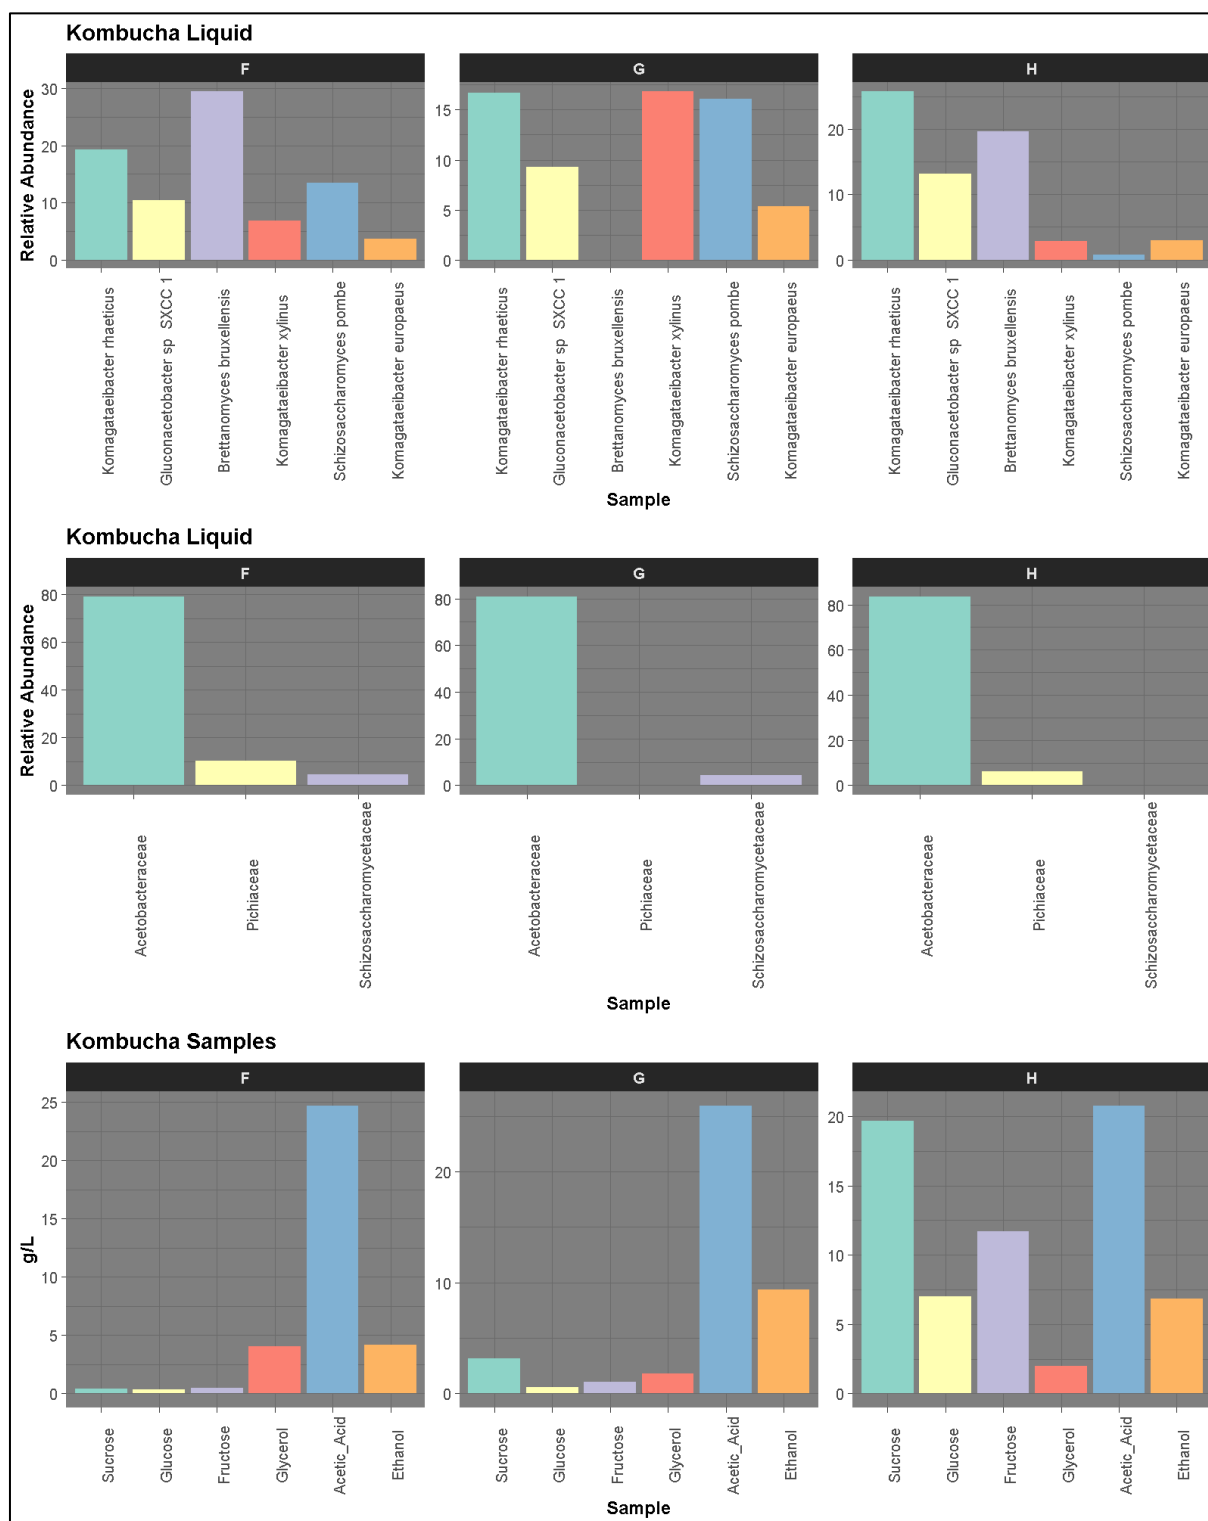 Kombucha Liquid
F
G
H
Relative Abundance
30
20
10
0
15
10
5
0
20
10
0
Komagataeibacter rhaeticus
Gluconacetobacter sp  SXCC 1
Brettanomyces bruxellensis
Komagataeibacter xylinus
Schizosaccharomyces pombe
Komagataeibacter europaeus
Komagataeibacter rhaeticus
Gluconacetobacter sp  SXCC 1
Brettanomyces bruxellensis
Komagataeibacter xylinus
Schizosaccharomyces pombe
Komagataeibacter europaeus
Komagataeibacter rhaeticus
Gluconacetobacter sp  SXCC 1
Brettanomyces bruxellensis
Komagataeibacter xylinus
Schizosaccharomyces pombe
Komagataeibacter europaeus
Sample
Kombucha Liquid
F
G
H
Relative Abundance
80
60
40
20
0
80
60
40
20
0
80
60
40
20
0
Acetobacteraceae
Pichiaceae
Schizosaccharomycetaceae
Acetobacteraceae
Pichiaceae
Schizosaccharomycetaceae
Acetobacteraceae
Pichiaceae
Schizosaccharomycetaceae
Sample
Kombucha Samples
F
G
H
g/L
25
20
15
10
5
0
20
10
0
20
15
10
5
0
Sucrose
Glucose
Fructose
Glycerol
Acetic_Acid
Ethanol
Sucrose
Glucose
Fructose
Glycerol
Acetic_Acid
Ethanol
Sucrose
Glucose
Fructose
Glycerol
Acetic_Acid
Ethanol
Sample